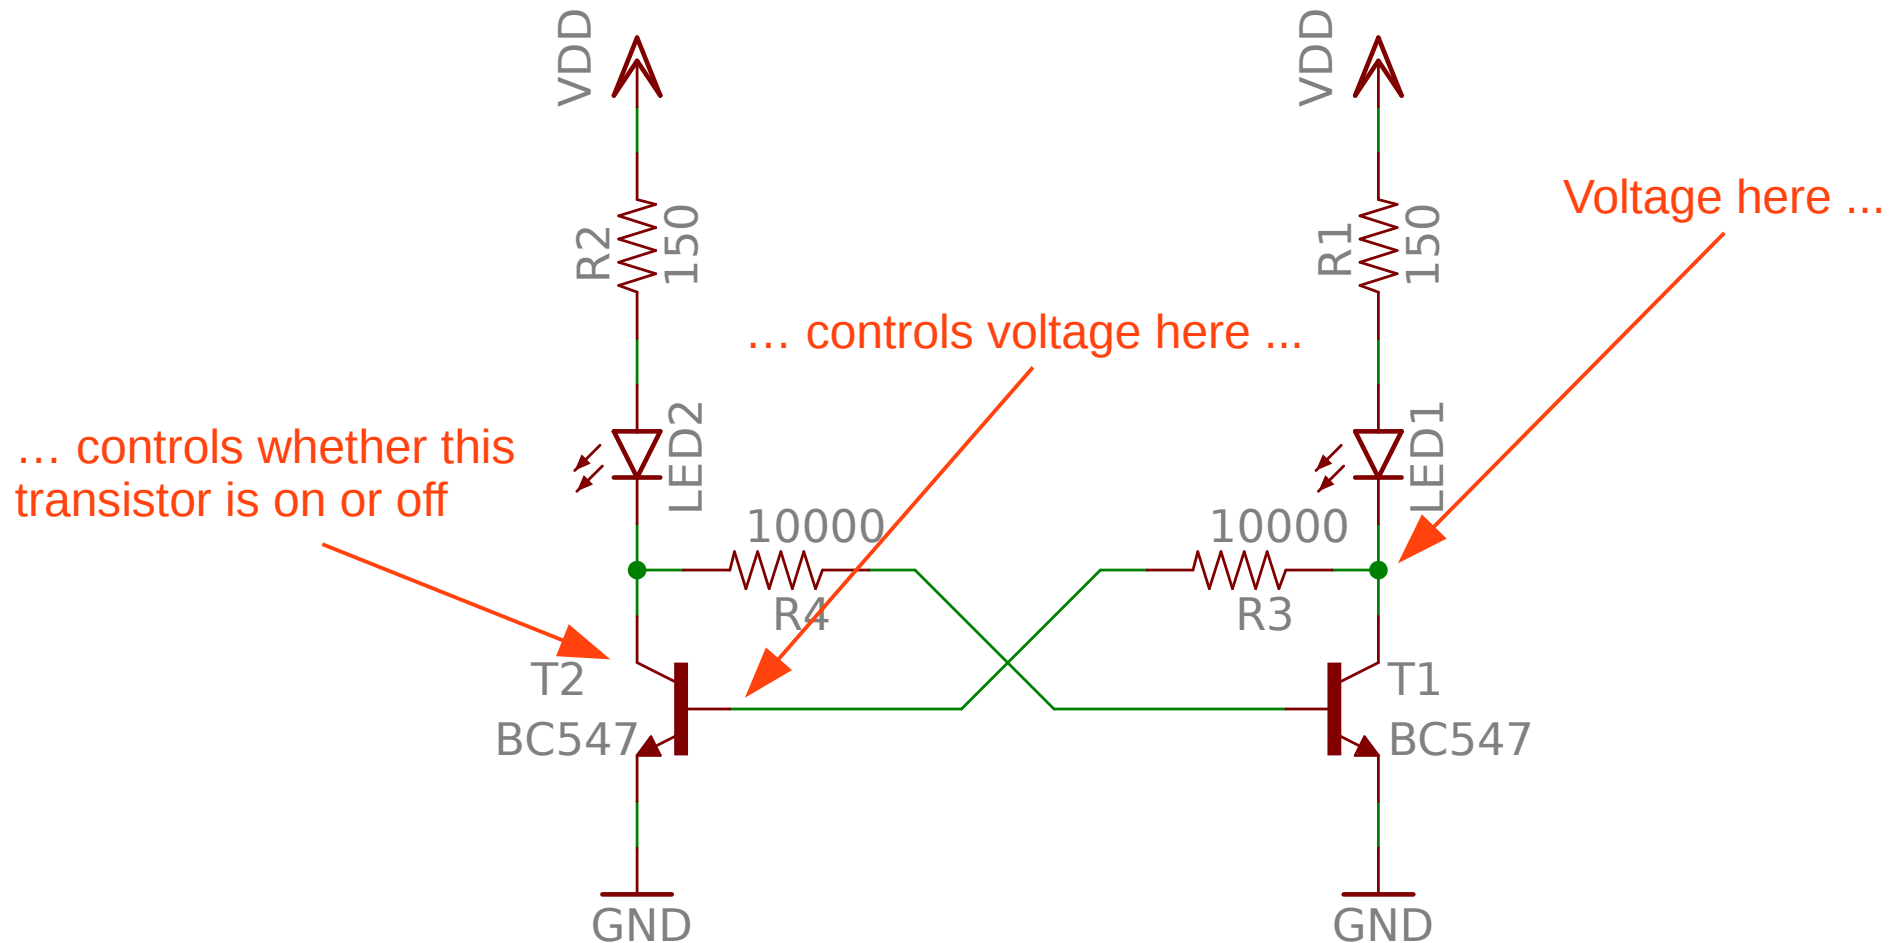 VDD
VDD
Voltage here ...
R2
150
R1
150
… controls voltage here ...
… controls whether this
transistor is on or off
LED2
LED1
10000
10000
R4
R3
T2
T1
BC547
BC547
GND
GND